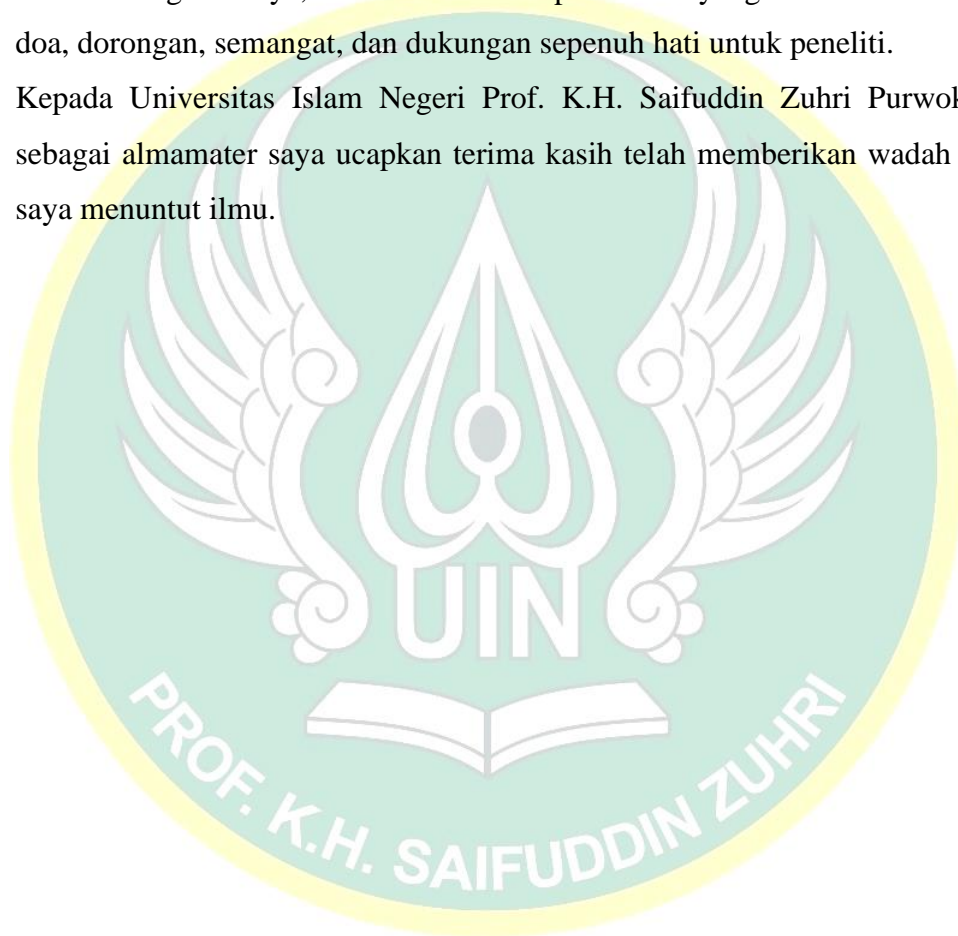 doa, dorongan, semangat, dan dukungan sepenuh hati untuk peneliti.
Kepada Universitas Islam Negeri Prof. K.H. Saifuddin Zuhri
sebagai almamater saya ucapkan terima kasih telah memberikan wadah
saya menuntut ilmu.
UIN
PROF. K.H. SAIFUDDIN ZUHRI